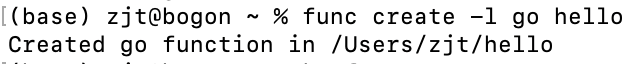 (base) zjt@bogon ~ % func create -l go hello
Created go function in /Users/zjt/hello